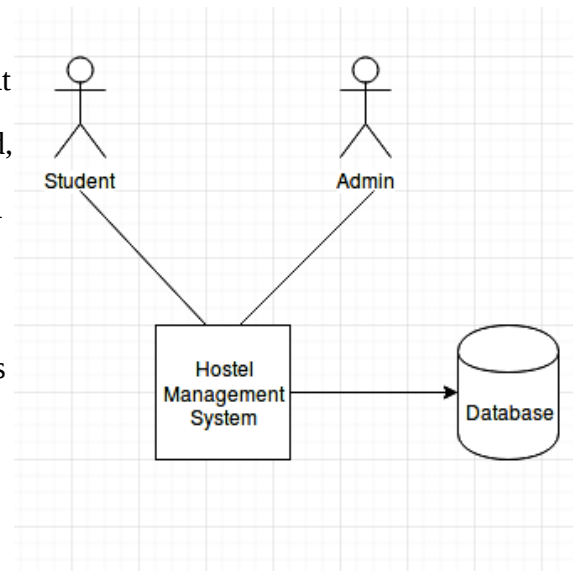 Student
Admin
Hostel
Management
System
Database